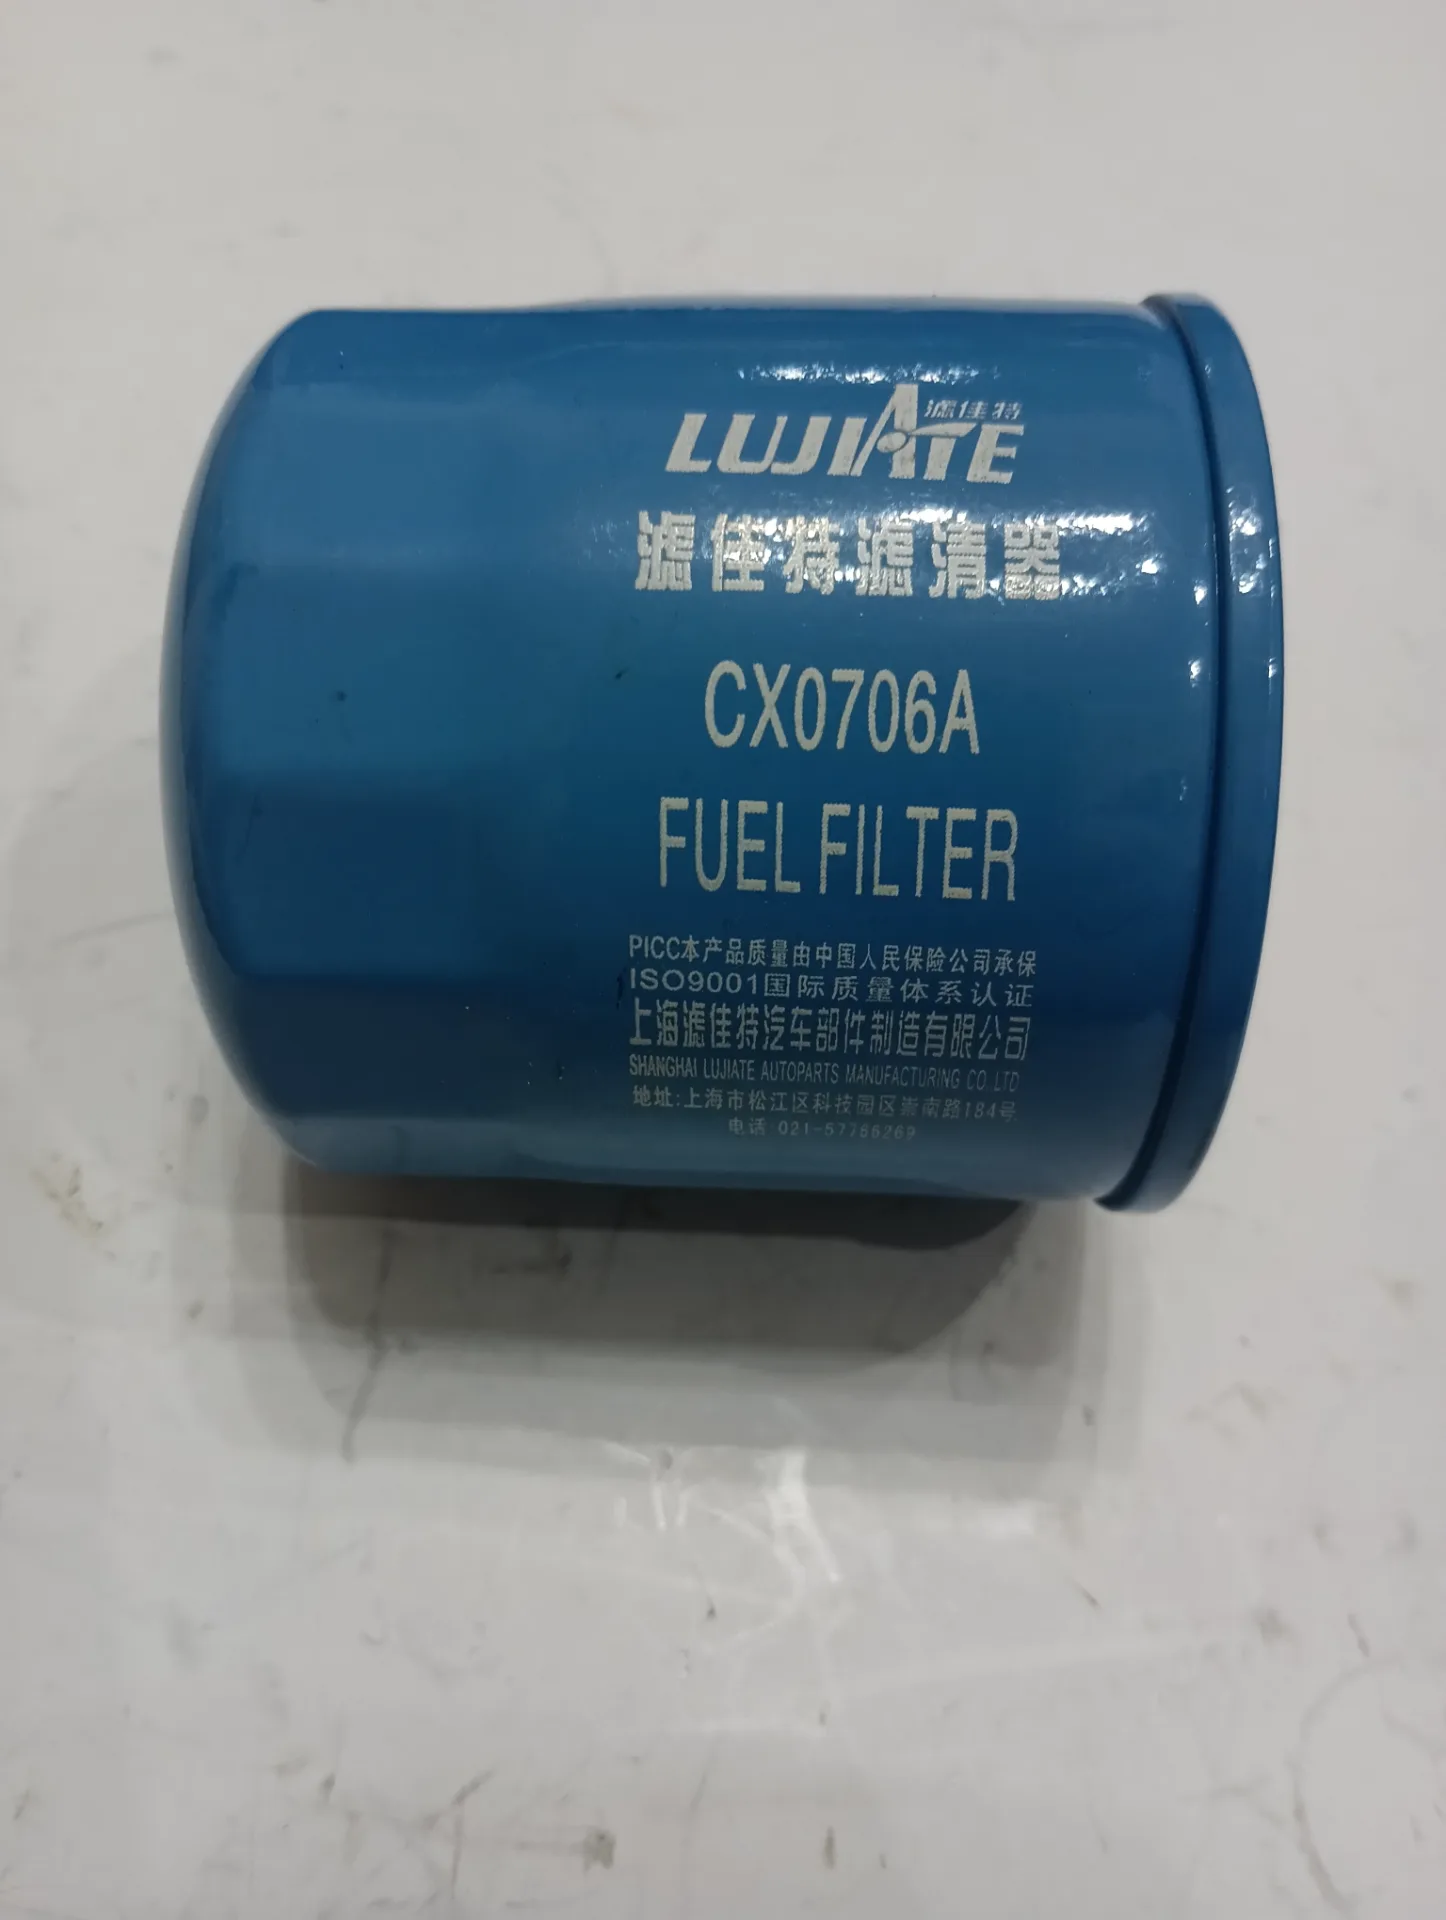 滤佳特
LUJIATE
滤佳特滤清器
CX0706A
FUEL FILTER
PICC本产品质量由中国人民保险公司承保
ISO9001国际质量体系认证
上海滤佳特汽车部件制造有限公司
SHANGHAI LUJIATE AUTOPARTS MANUFACTURING CO LTD
地址:上海市松江区科技园区崇南路184号
电话 021-57766269